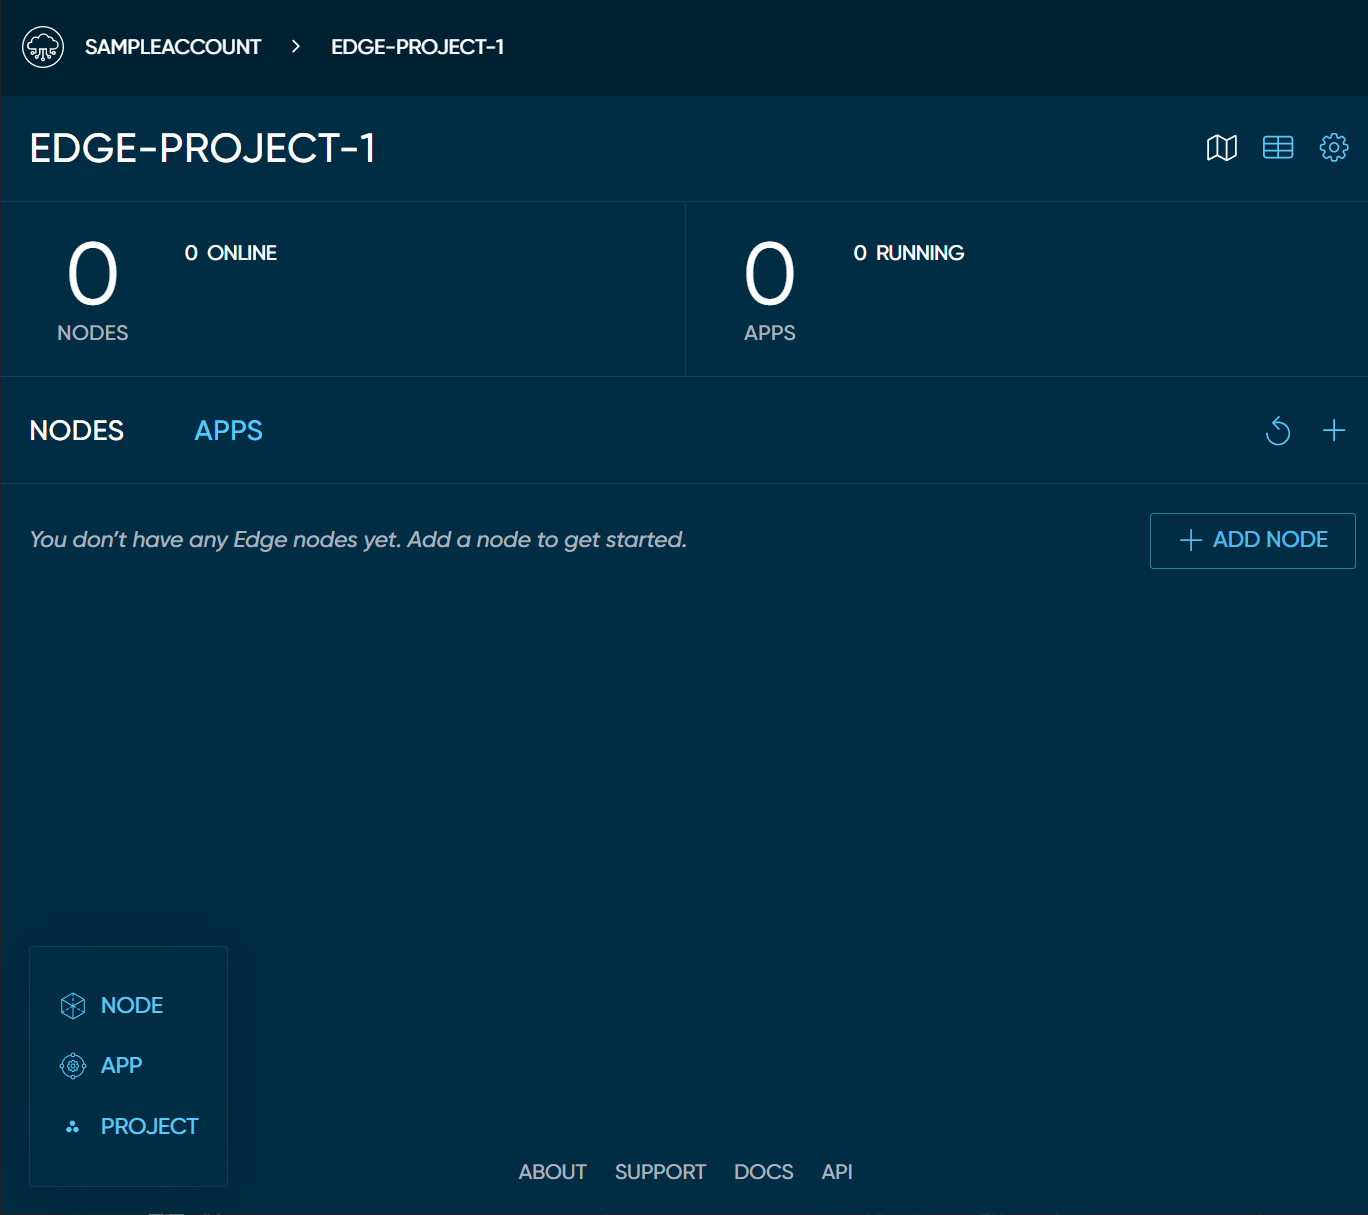 SAMPLEACCOUNT > EDGE-PROJECT-1
EDGE-PROJECT-1
0 0 ONLINE
NODES
0 0 RUNNING
APPS
NODES APPS
You don't have any Edge nodes yet. Add a node to get started.
+ ADD NODE
NODE
APP
PROJECT
ABOUT SUPPORT DOCS API